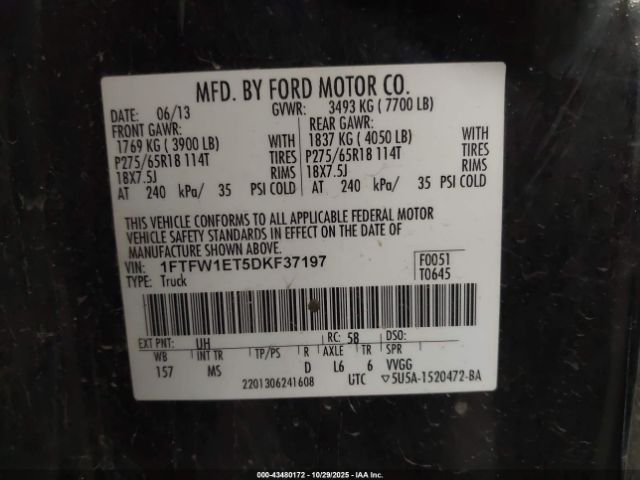 MFD. BY FORD MOTOR CO.
DATE: 06/13 GVWR: 3493 KG ( 7700 LB)
FRONT GAWR: REAR GAWR:
1769 KG ( 3900 LB) WITH 1837 KG ( 4050 LB) WITH
P275/65R18 114T TIRES P275/65R18 114T TIRES
18X7.5J RIMS 18X7.5J RIMS
AT 240 kPa/ 35 PSI COLD AT 240 kPa/ 35 PSI COLD
THIS VEHICLE CONFORMS TO ALL APPLICABLE FEDERAL MOTOR
VEHICLE SAFETY STANDARDS IN EFFECT ON THE DATE OF
MANUFACTURE SHOWN ABOVE.
VIN: 1FTFW1ET5DKF37197 F0051
TYPE: Truck T0645
EXT PNT: UH RC: 58 DSO:
WB INT TR TP/PS R AXLE TR SPR
157 MS D L6 6 VVGG
2201306241608 UTC ▽5U5A-1520472-BA
000-43480172 - 10/29/2025 - IAAI, Inc.